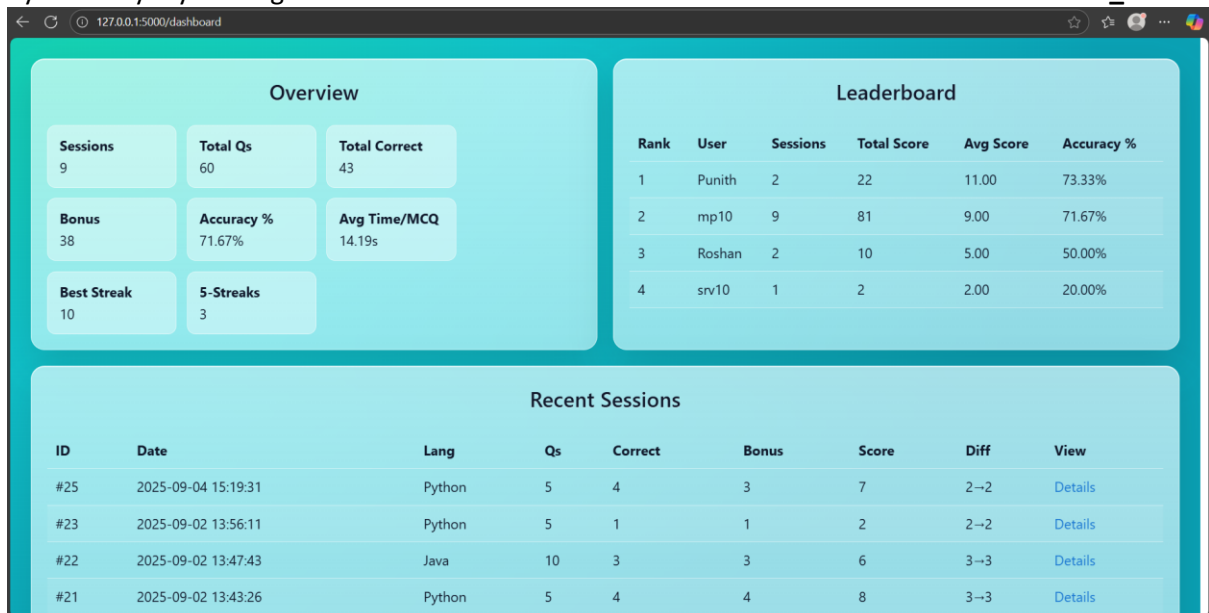 127.0.0.1:5000/dashboard
Overview
Sessions Total Qs Total Correct
9 60 43
Bonus Accuracy % Avg Time/MCQ
38 71.67% 14.19s
Best Streak 5-Streaks
10 3
Leaderboard
Rank User Sessions Total Score Avg Score Accuracy %
1 Punith 2 22 11.00 73.33%
2 mp10 9 81 9.00 71.67%
3 Roshan 2 10 5.00 50.00%
4 srv10 1 2 2.00 20.00%
Recent Sessions
ID Date Lang Qs Correct Bonus Score Diff View
#25 2025-09-04 15:19:31 Python 5 4 3 7 2→2 Details
#23 2025-09-02 13:56:11 Python 5 1 1 2 2→2 Details
#22 2025-09-02 13:47:43 Java 10 3 3 6 3→3 Details
#21 2025-09-02 13:43:26 Python 5 4 4 8 3→3 Details